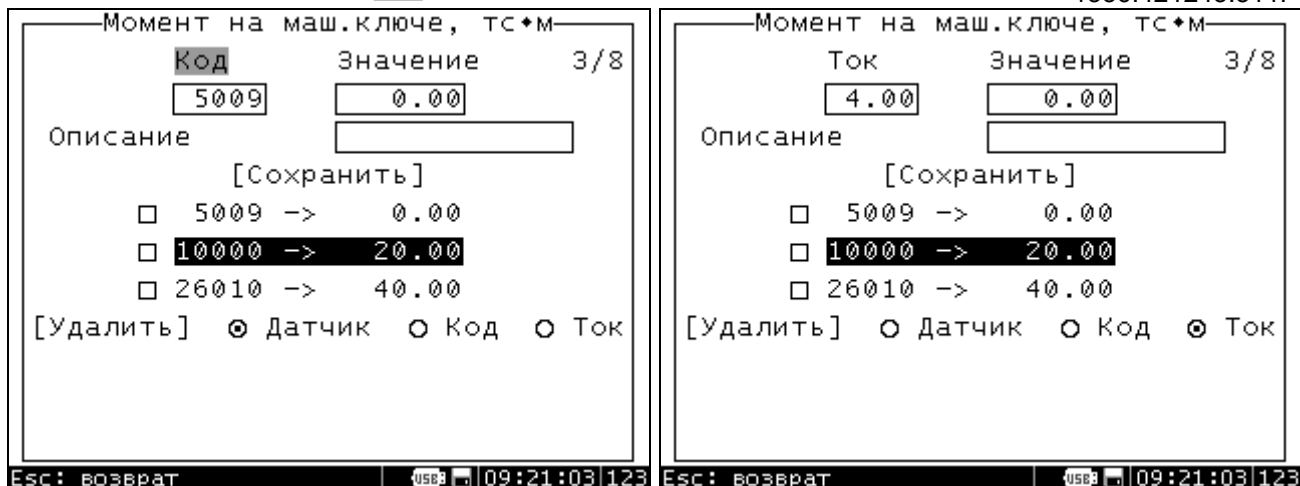 Момент на маш.ключе, тс♦м
Код Значение 3/8
5009 0.00
Описание
[Сохранить]
5009 -> 0.00
10000 -> 20.00
26010 -> 40.00
[Удалить] Датчик Код Ток
Esc: возврат USB 09:21:03 123
Момент на маш.ключе, тс♦м
Ток Значение 3/8
4.00 0.00
Описание
[Сохранить]
5009 -> 0.00
10000 -> 20.00
26010 -> 40.00
[Удалить] Датчик Код Ток
Esc: возврат USB 09:21:03 123